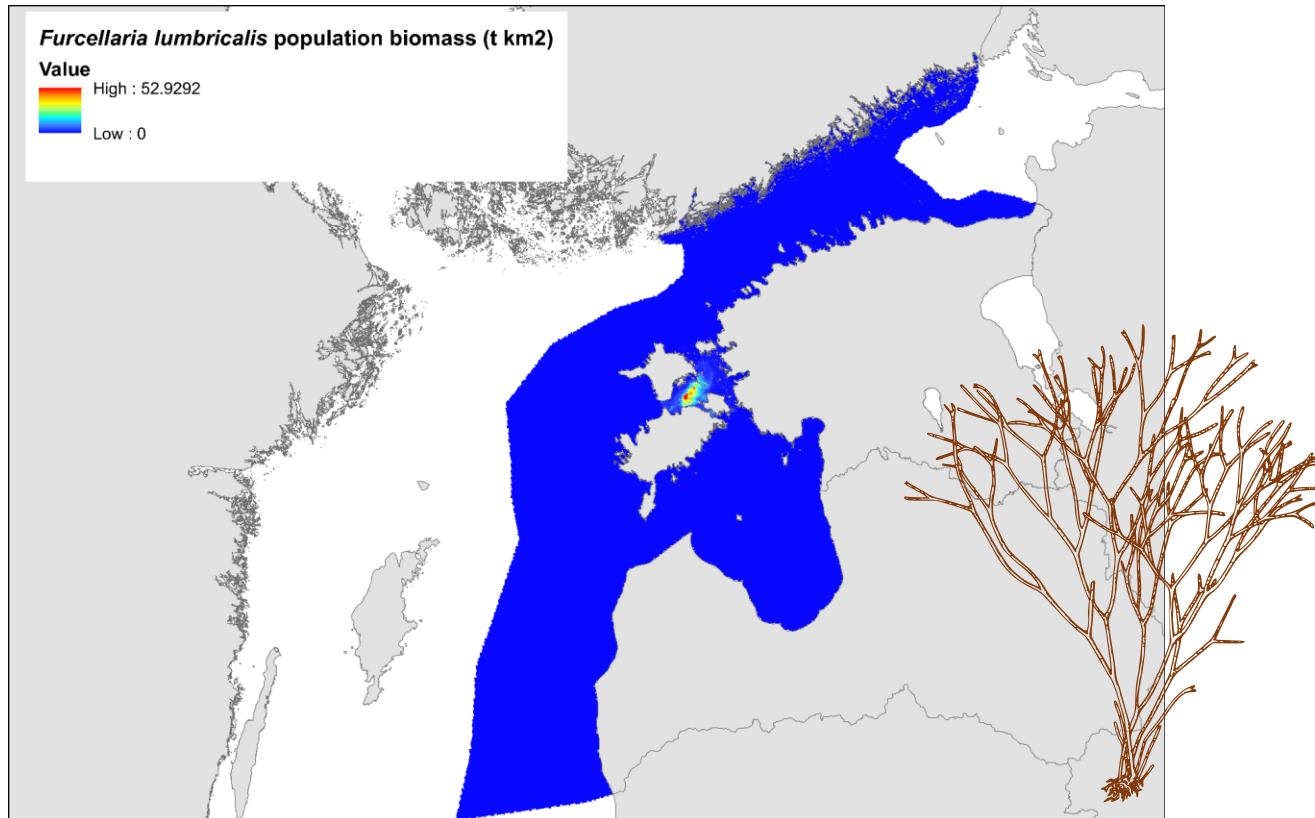 Furcellaria lumbricalis population biomass (t km2)
Value
High : 52.9292
Low : 0